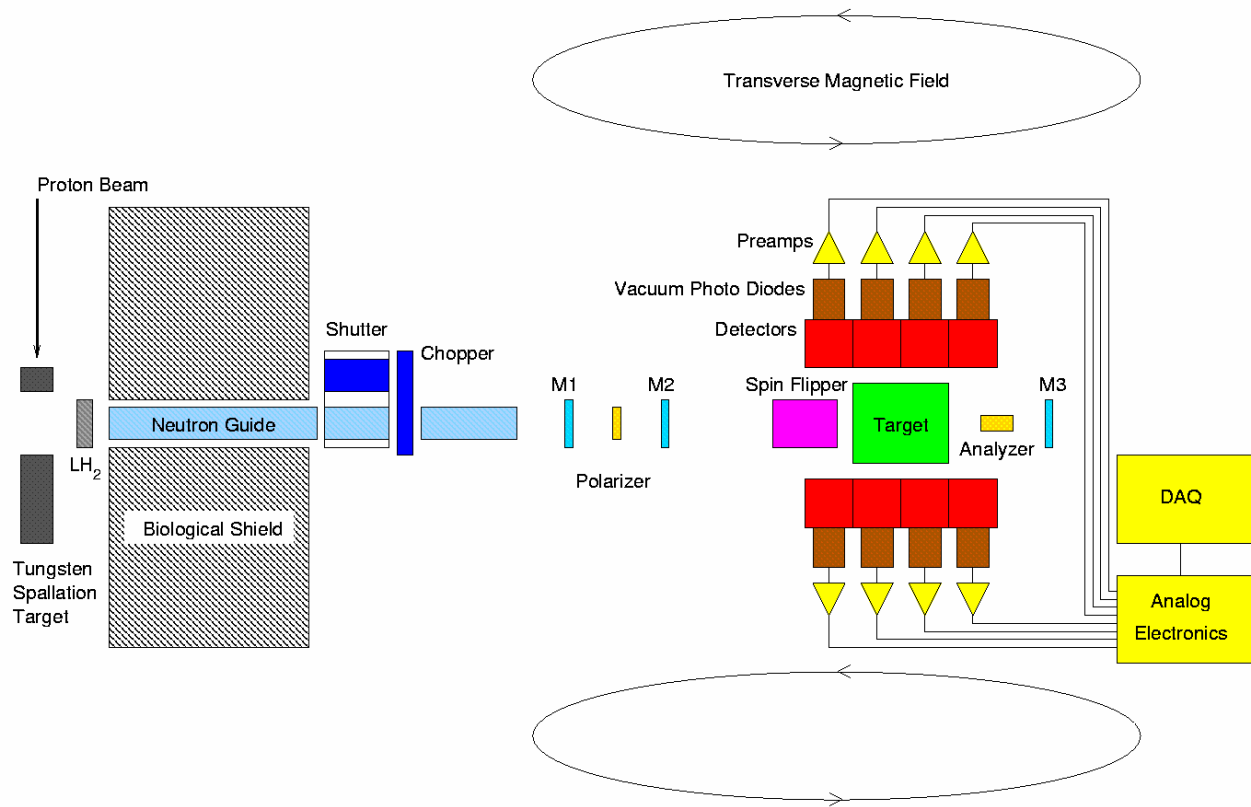 Transverse Magnetic Field
Proton Beam
Preamps
Vacuum Photo Diodes
Shutter
Detectors
Chopper
M1
M2
Spin Flipper
M3
Neutron Guide
Target
Analyzer
LH2
Polarizer
DAQ
Biological Shield
Tungsten
Spallation
Target
Analog
Electronics